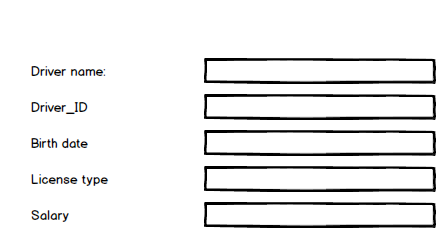 Driver name:
Driver_ID
Birth date
License type
Salary